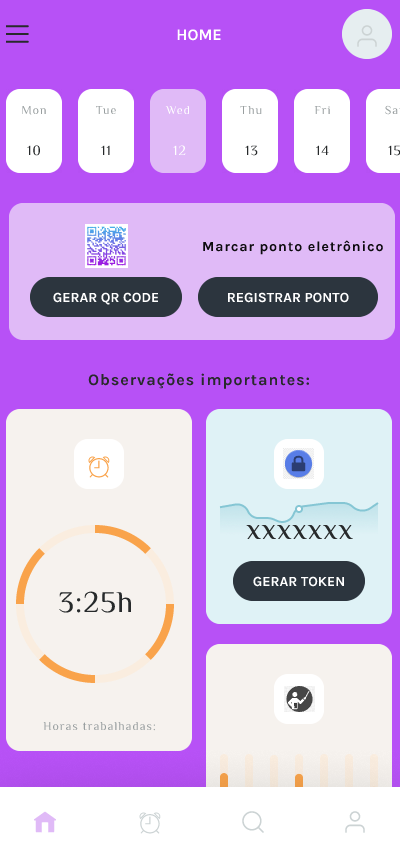 HOME
Mon Tue Wed Thu Fri Sa
10 11 12 13 14 15
Marcar ponto eletrônico
GERAR QR CODE REGISTRAR PONTO
Observações importantes:
3:25h
Horas trabalhadas:
xxxxxxx
GERAR TOKEN